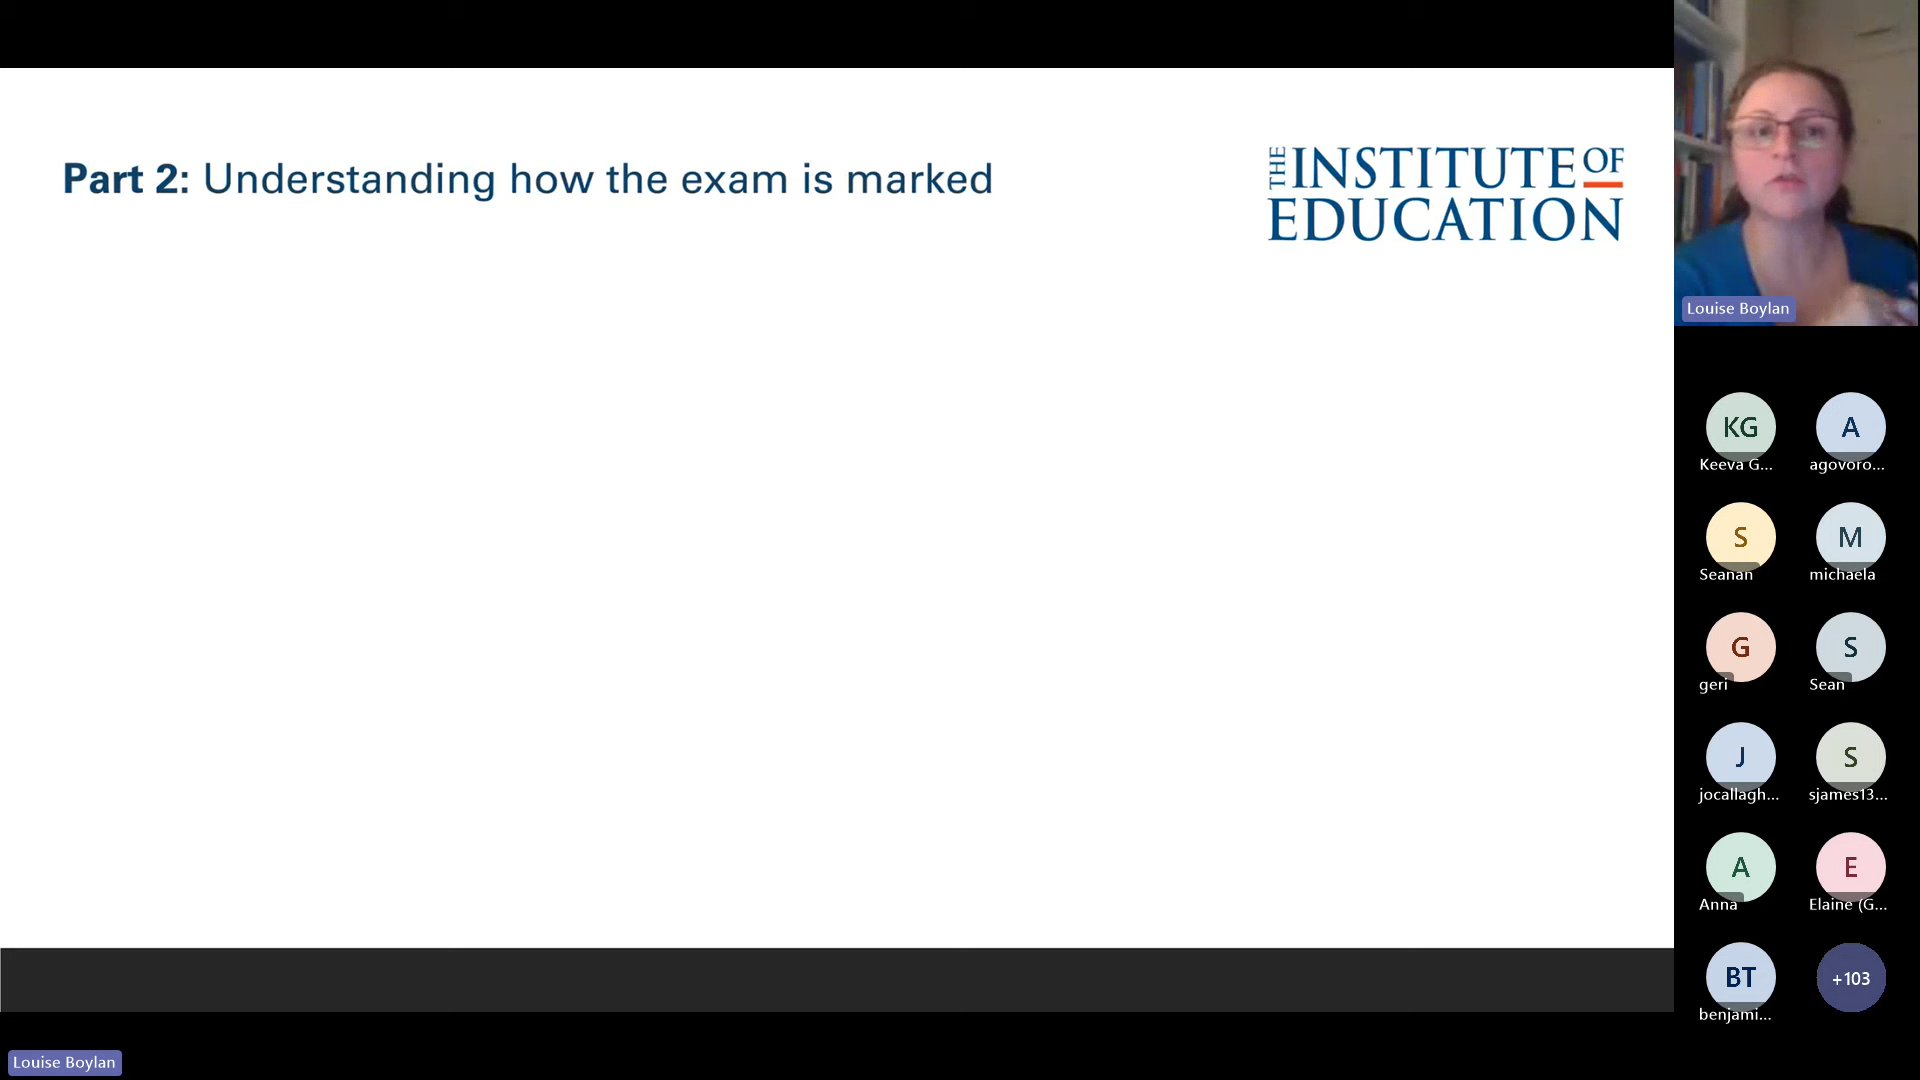 Part 2: Understanding how the exam is marked
THE INSTITUTE OF
EDUCATION
Louise Boylan
KG
A
Keeva G...
agovoro...
S
M
Seanan
michaela
G
S
geri
Sean
J
S
jocallagh...
sjames13...
A
E
Anna
Elaine (G...
BT
+103
benjami...
Louise Boylan